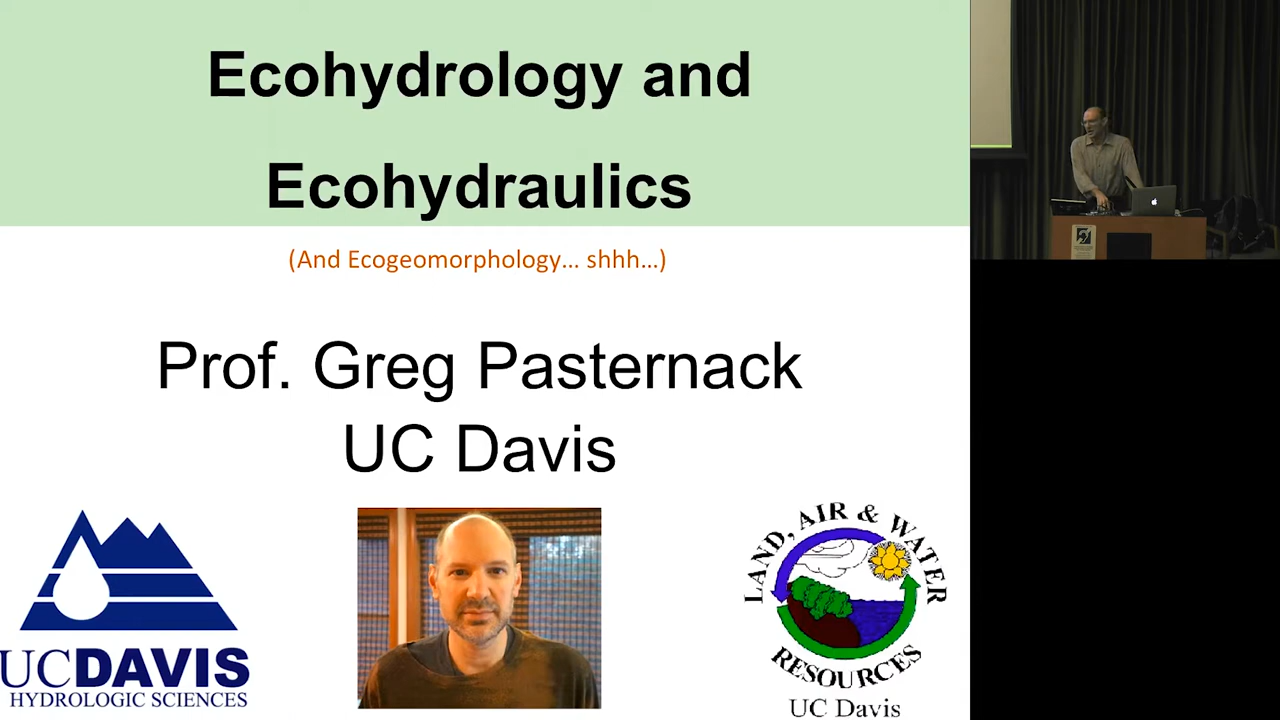 Ecohydrology and
Ecohydraulics
(And Ecogeomorphology... shhh...)
Prof. Greg Pasternack
UC Davis
UCDAVIS
HYDROLOGIC SCIENCES
LAND, AIR & WATER
RESOURCES
UC Davis